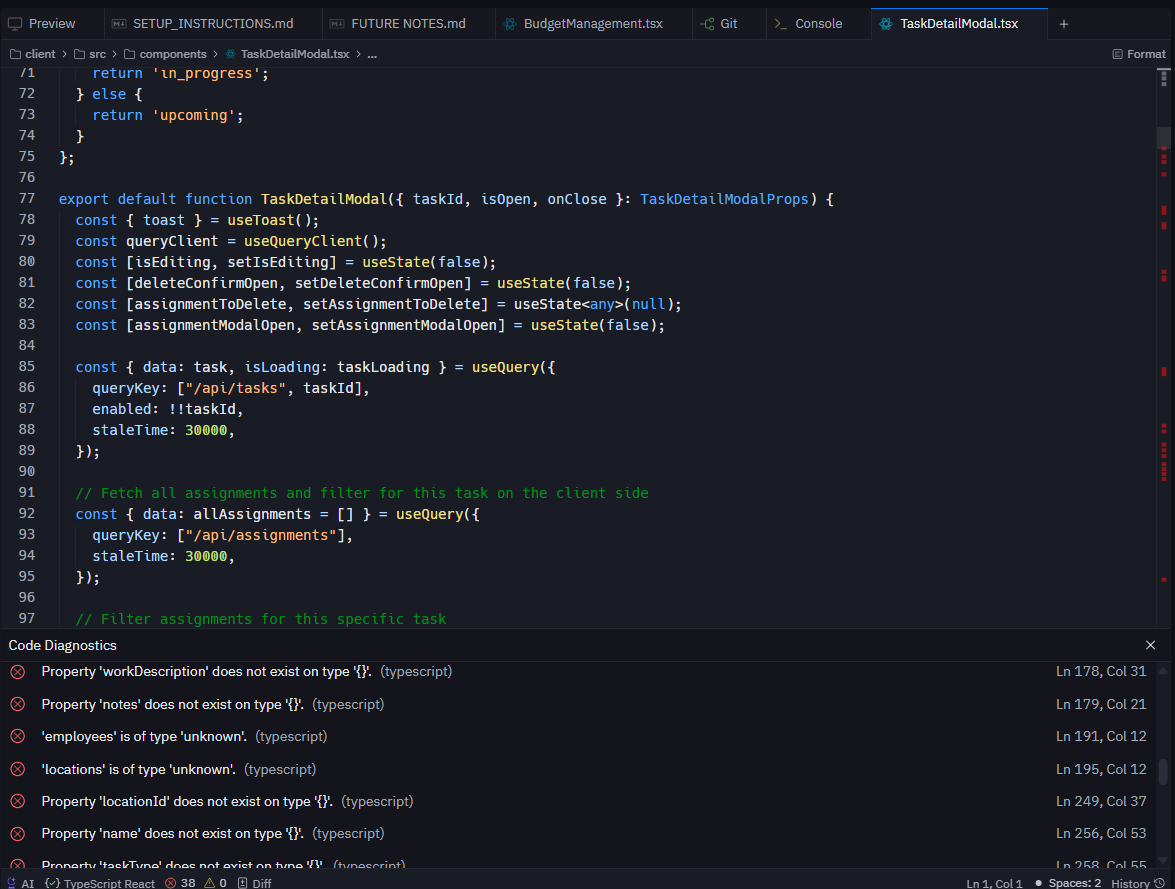 Preview SETUP_INSTRUCTIONS.md FUTURE NOTES.md BudgetManagement.tsx Git Console TaskDetailModal.tsx +
client > src > components > TaskDetailModal.tsx > ... Format
71 return 'in_progress';
72 } else {
73 return 'upcoming';
74 }
75 };
76
77 export default function TaskDetailModal({ taskId, isOpen, onClose }: TaskDetailModalProps) {
78 const { toast } = useToast();
79 const queryClient = useQueryClient();
80 const [isEditing, setIsEditing] = useState(false);
81 const [deleteConfirmOpen, setDeleteConfirmOpen] = useState(false);
82 const [assignmentToDelete, setAssignmentToDelete] = useState<any>(null);
83 const [assignmentModalOpen, setAssignmentModalOpen] = useState(false);
84
85 const { data: task, isLoading: taskLoading } = useQuery({
86 queryKey: ["/api/tasks", taskId],
87 enabled: !!taskId,
88 staleTime: 30000,
89 });
90
91 // Fetch all assignments and filter for this task on the client side
92 const { data: allAssignments = [] } = useQuery({
93 queryKey: ["/api/assignments"],
94 staleTime: 30000,
95 });
96
97 // Filter assignments for this specific task
Code Diagnostics
Property 'workDescription' does not exist on type '{}'. (typescript) Ln 178, Col 31
Property 'notes' does not exist on type '{}'. (typescript) Ln 179, Col 21
'employees' is of type 'unknown'. (typescript) Ln 191, Col 12
'locations' is of type 'unknown'. (typescript) Ln 195, Col 12
Property 'locationId' does not exist on type '{}'. (typescript) Ln 249, Col 37
Property 'name' does not exist on type '{}'. (typescript) Ln 256, Col 53
Property 'taskType' does not exist on type '{}'. (typescript) Ln 258, Col 55
AI TypeScript React 38 0 Diff Ln 1, Col 1 Spaces: 2 History